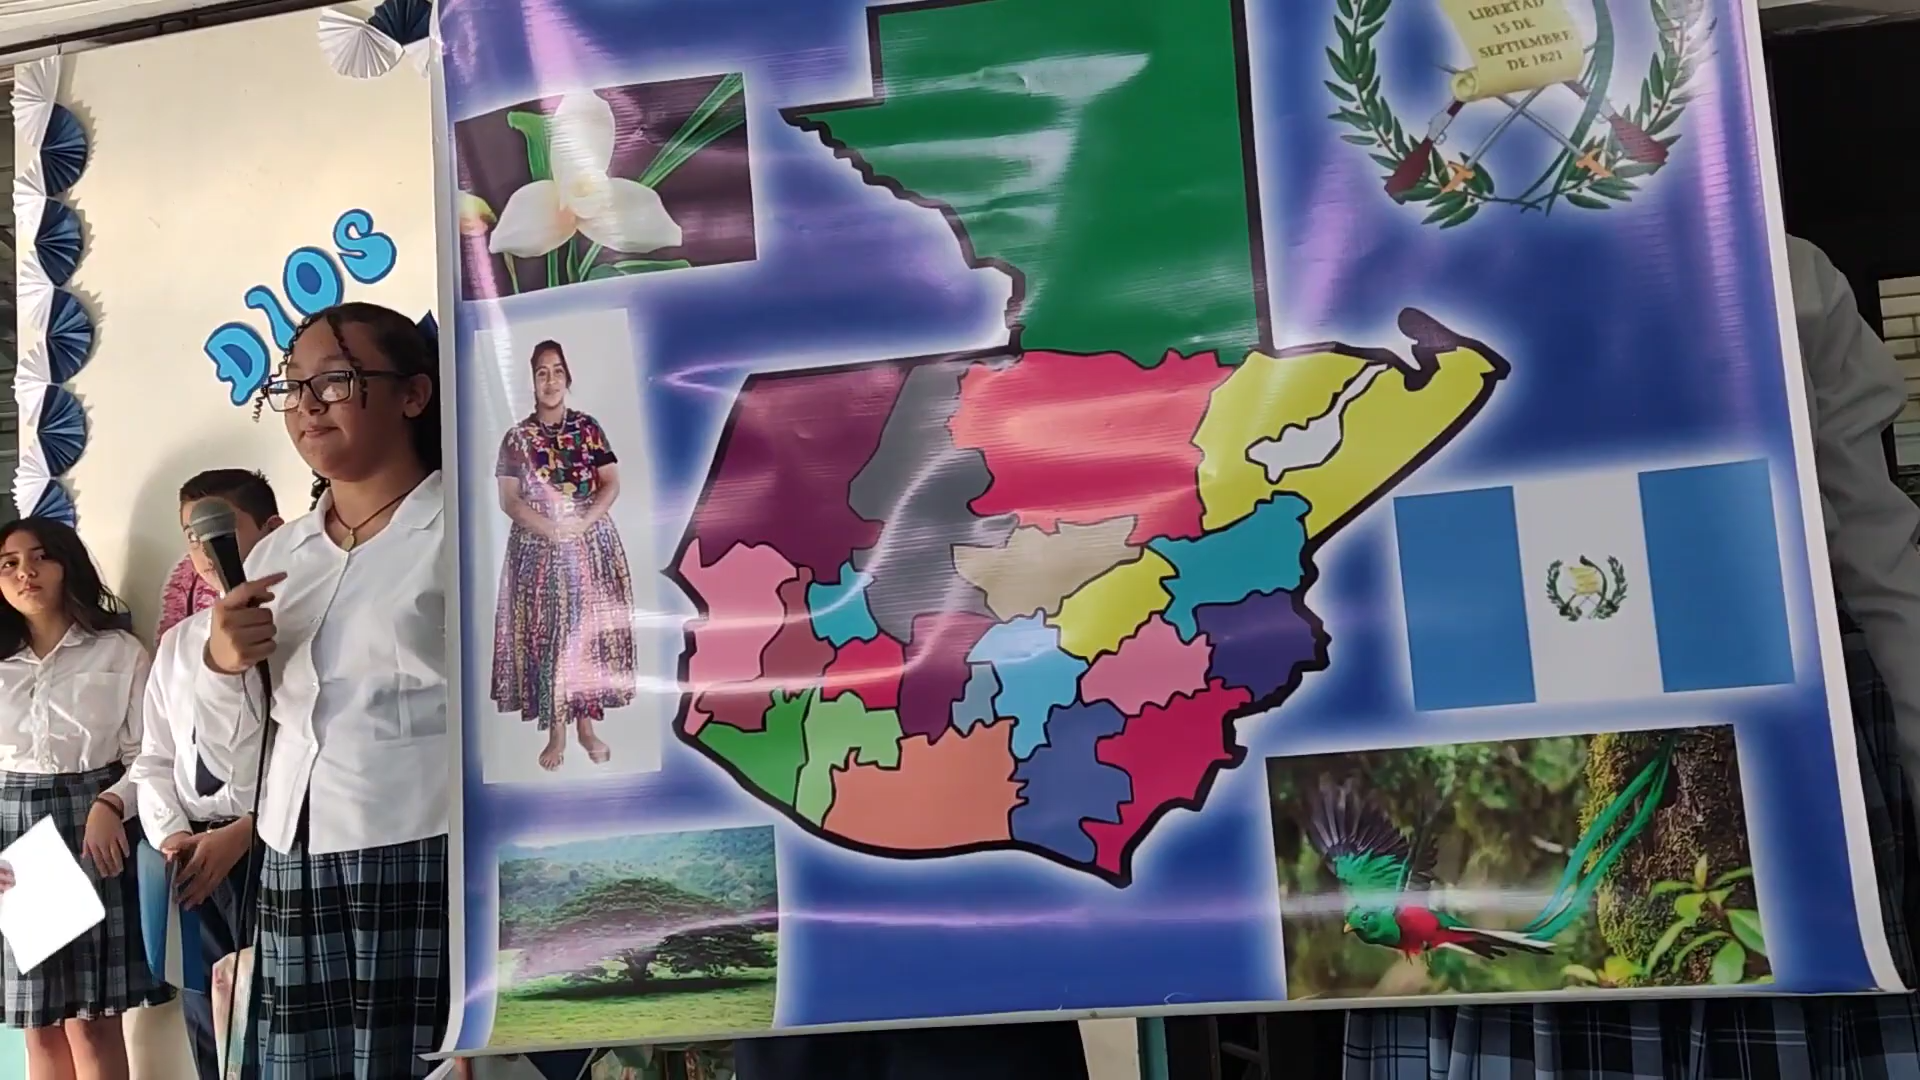 DIOS
LIBERTAD
15 DE
SEPTIEMBRE
DE 1821